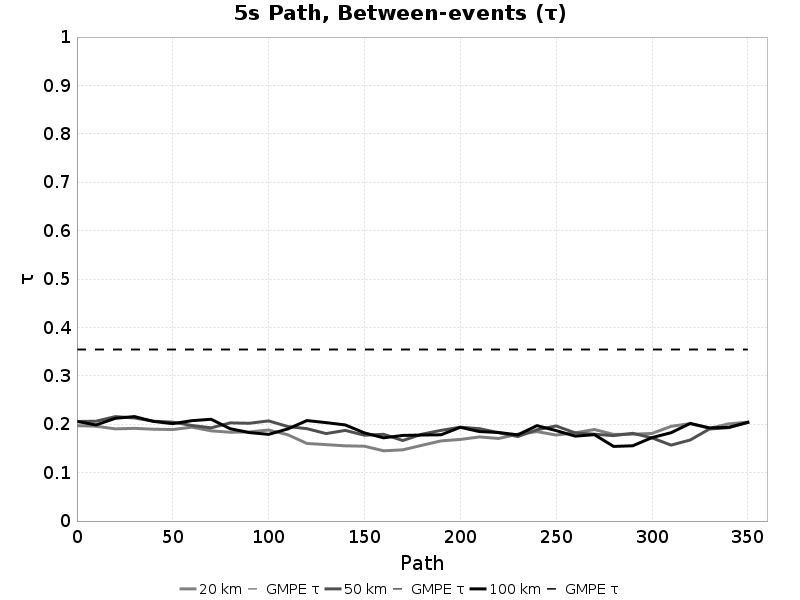 5s Path, Between-events (τ)
1
0.9
0.8
0.7
0.6
0.5
0.4
0.3
0.2
0.1
0
τ
0 50 100 150 200 250 300 350
Path
20 km GMPE τ 50 km GMPE τ 100 km GMPE τ